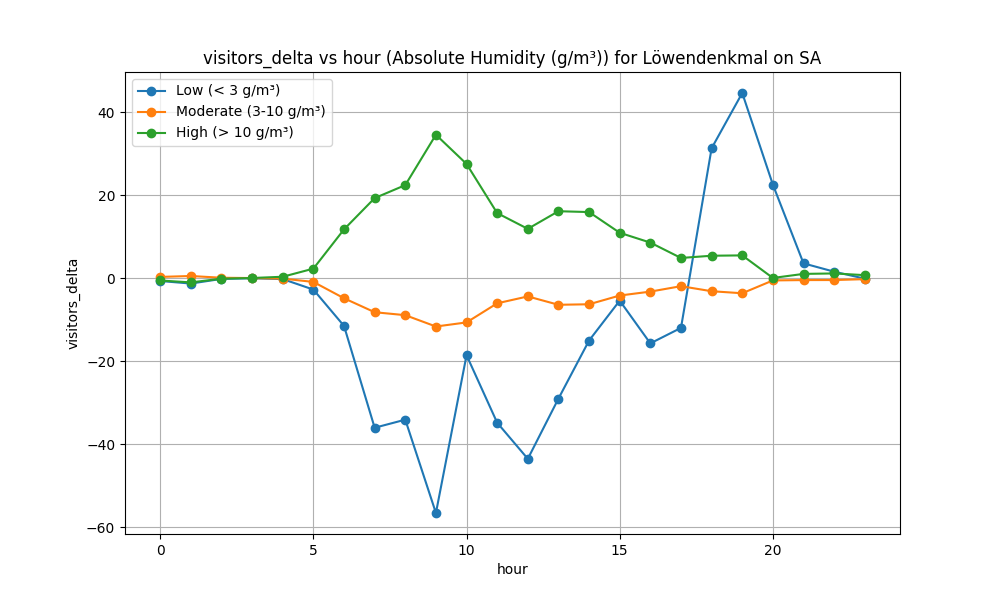 visitors_delta vs hour (Absolute Humidity (g/m³)) for Löwendenkmal on SA
Low (< 3 g/m³)
Moderate (3-10 g/m³)
High (> 10 g/m³)
40
20
0
−20
−40
−60
visitors_delta
0 5 10 15 20
hour